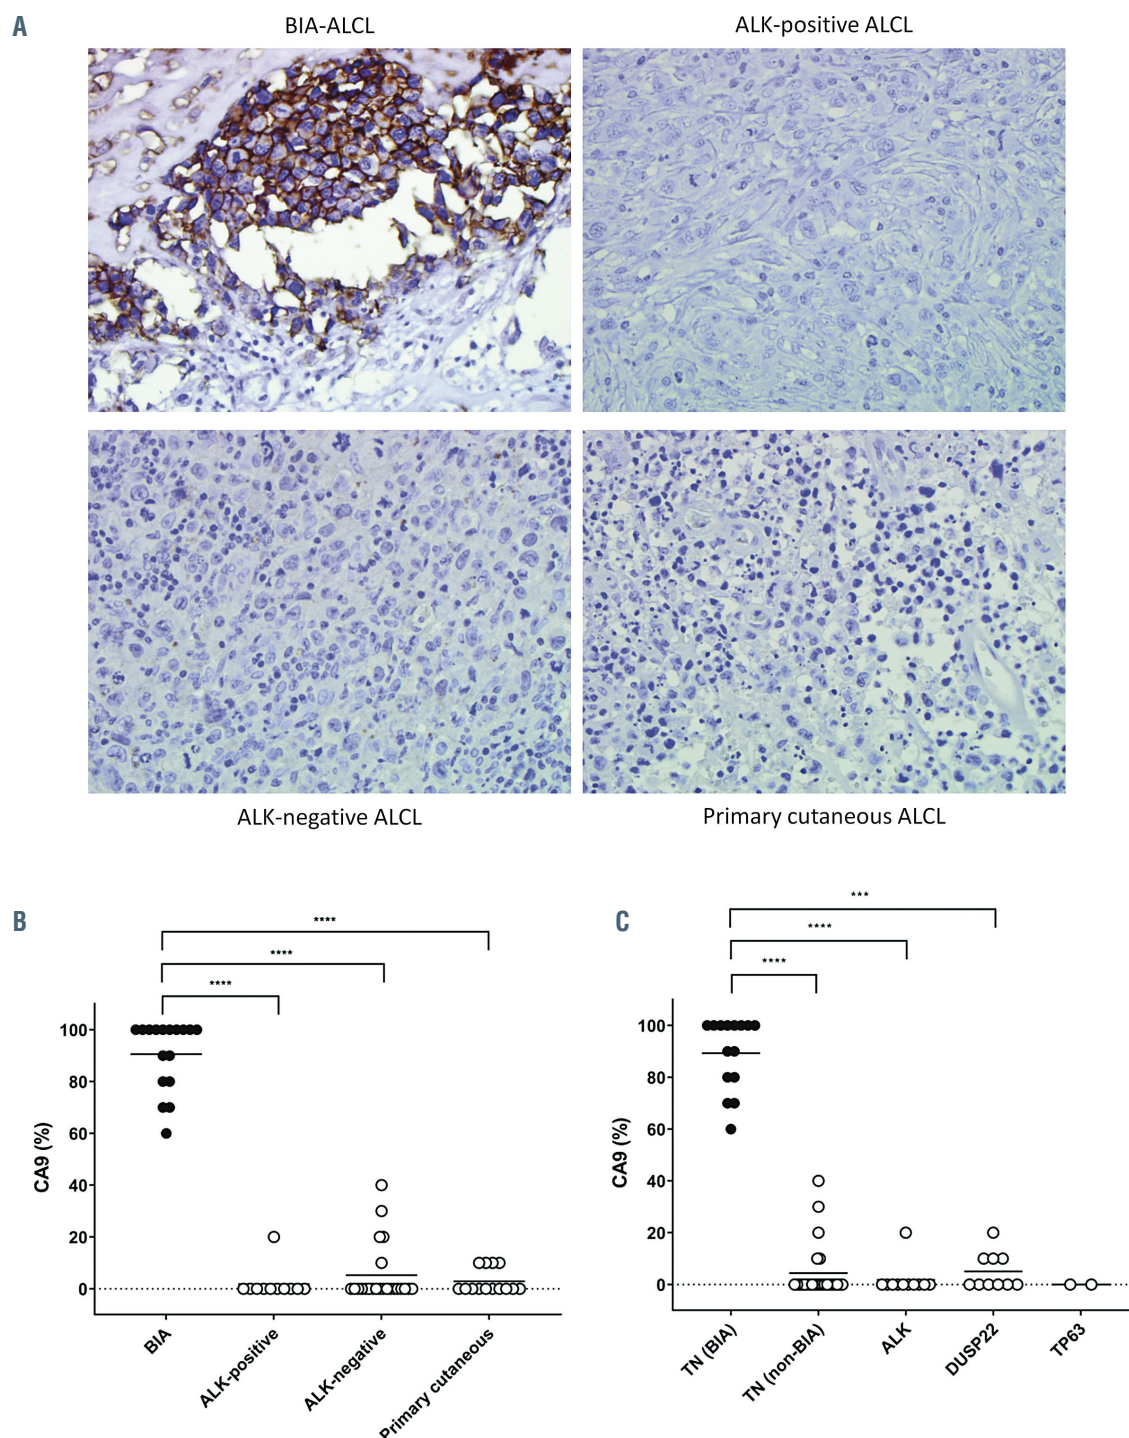 A
BIA-ALCL
ALK-positive ALCL
ALK-negative ALCL
Primary cutaneous ALCL
B
****
****
****
CA9 (%)
100
80
60
40
20
0
BIA
ALK-positive
ALK-negative
Primary cutaneous
C
***
****
****
CA9 (%)
100
80
60
40
20
0
TN (BIA)
TN (non-BIA)
ALK
DUSP22
TP63